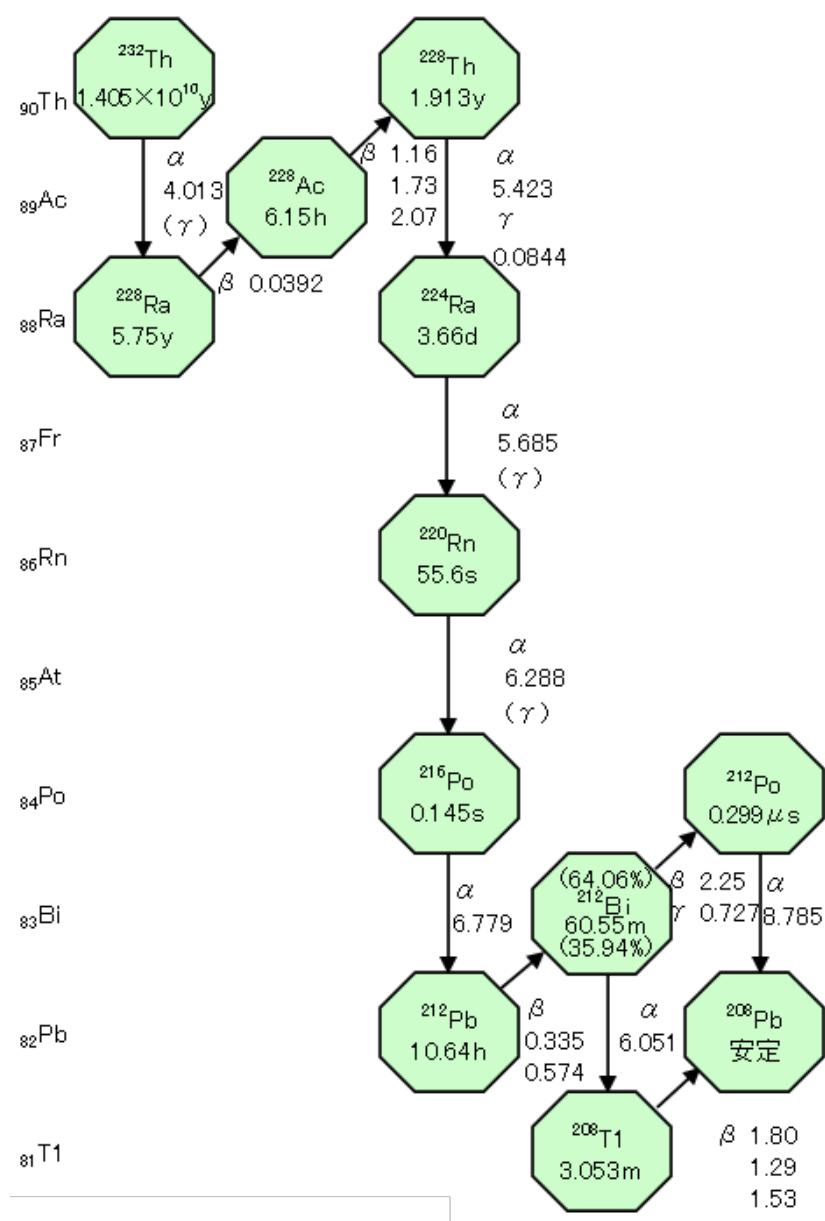 ²³²Th
1.405×10¹⁰y
²²⁸Th
1.913y
₉₀Th
α
4.013
(γ)
²²⁸Ac
6.15h
β 1.16
1.73
2.07
α
5.423
γ
0.0844
₈₉Ac
β 0.0392
²²⁸Ra
5.75y
²²⁴Ra
3.66d
₈₈Ra
α
5.685
(γ)
₈₇Fr
²²⁰Rn
55.6s
₈₆Rn
α
6.288
(γ)
₈₅At
²¹⁶Po
0.145s
²¹²Po
0.299μs
₈₄Po
α
6.779
(64.06%)
²¹²Bi
60.55m
(35.94%)
β 2.25
γ 0.727
α
8.785
₈₃Bi
²¹²Pb
10.64h
β
0.335
0.574
α
6.051
²⁰⁸Pb
安定
₈₂Pb
²⁰⁸T1
3.053m
β 1.80
1.29
1.53
₈₁T1